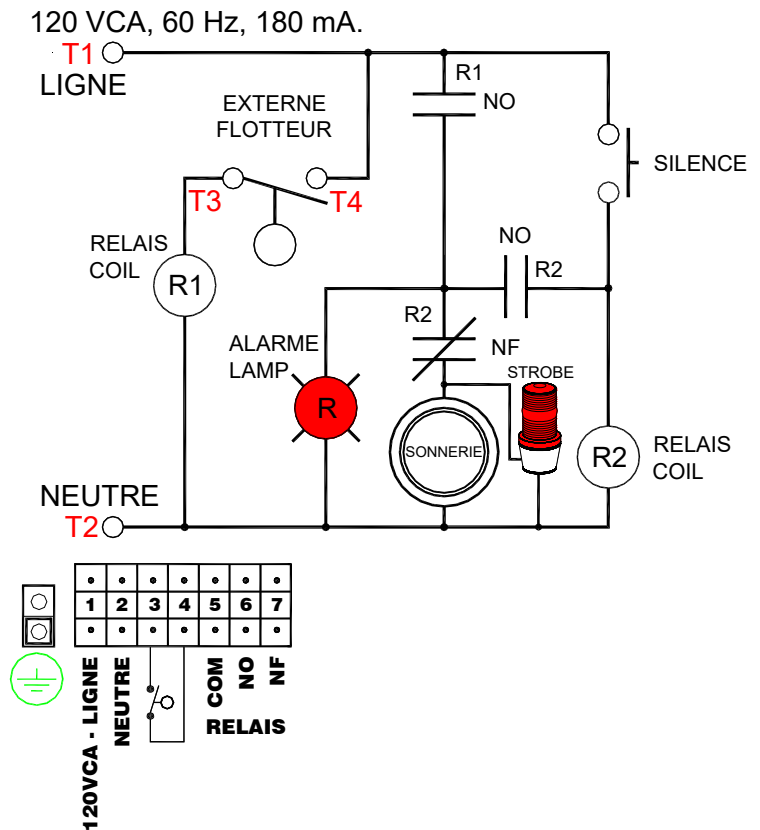 120 VCA, 60 Hz, 180 mA.
T1
LIGNE
EXTERNE
FLOTTEUR
R1
NO
SILENCE
T3
T4
RELAIS
COIL
R1
NO
R2
R2
NF
ALARME
LAMP
R
STROBE
SONNERIE
R2
RELAIS
COIL
NEUTRE
T2
1 2 3 4 5 6 7
120VCA - LIGNE
NEUTRE
COM
NO
NF
RELAIS